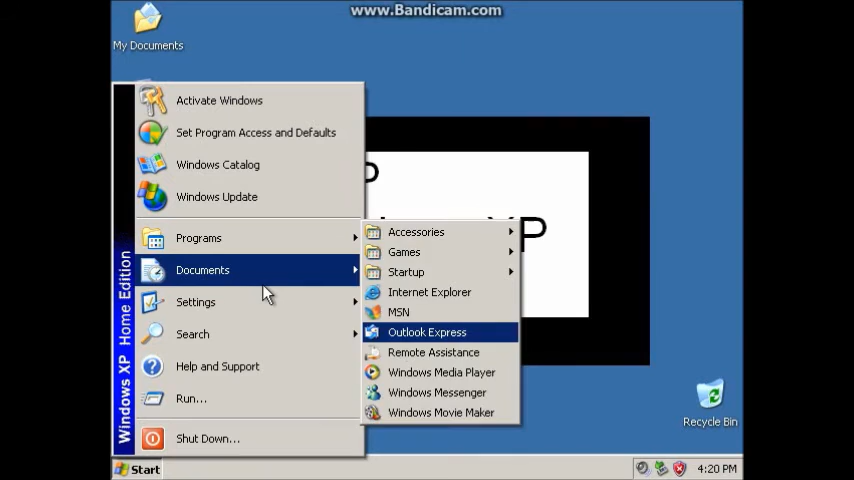 www.Bandicam.com
My Documents
Activate Windows
Set Program Access and Defaults
Windows Catalog
Windows Update
Programs
Documents
Settings
Search
Help and Support
Run...
Shut Down...
Windows XP Home Edition
P
XP
Accessories
Games
Startup
Internet Explorer
MSN
Outlook Express
Remote Assistance
Windows Media Player
Windows Messenger
Windows Movie Maker
Recycle Bin
Start
4:20 PM